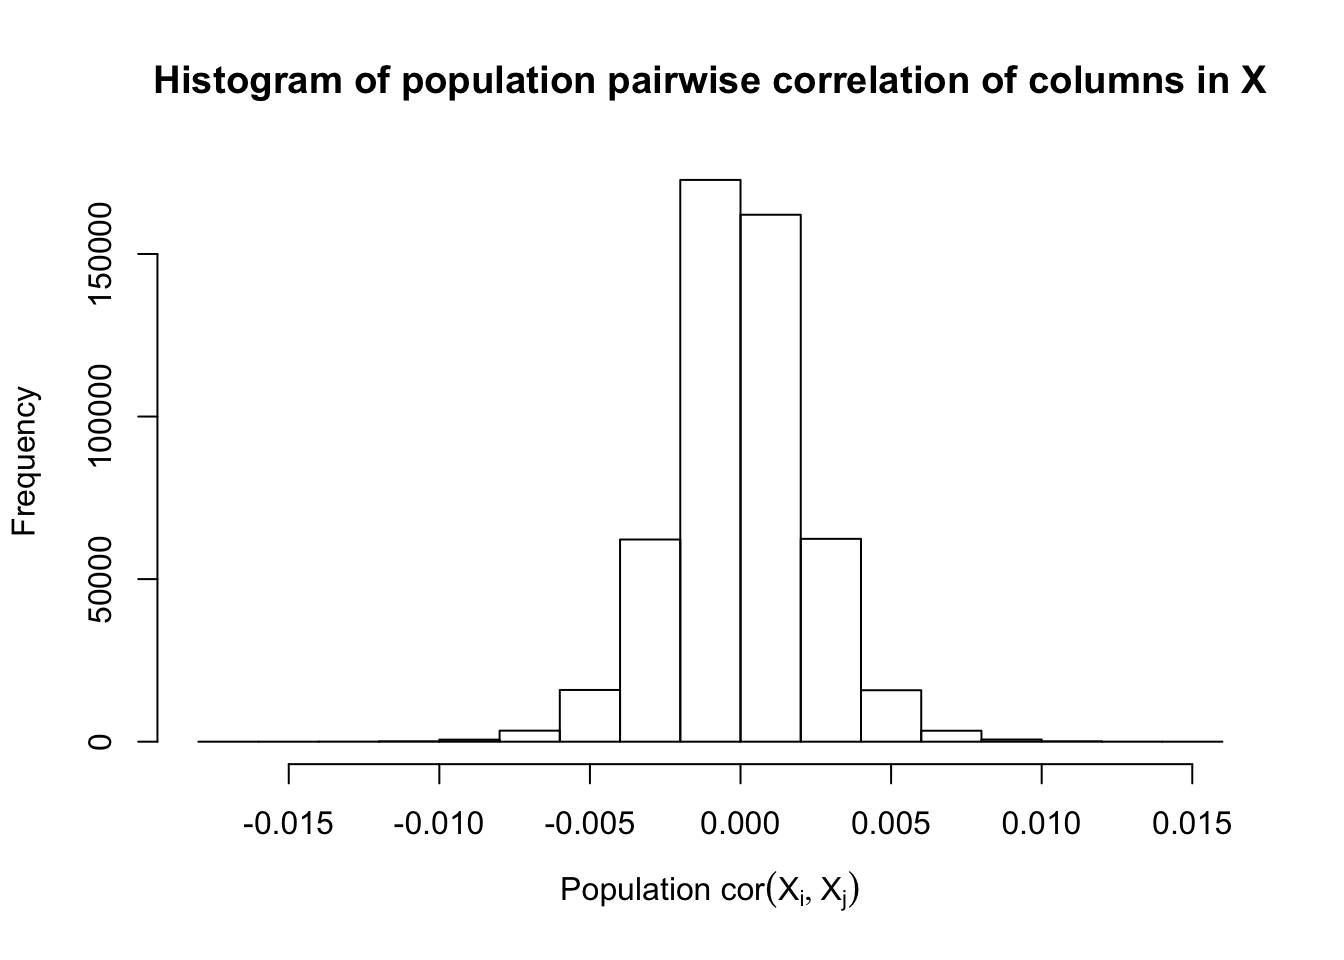 Histogram of population pairwise correlation of columns in X
Frequency
150000
100000
50000
0
-0.015 -0.010 -0.005 0.000 0.005 0.010 0.015
Population cor(Xi, Xj)